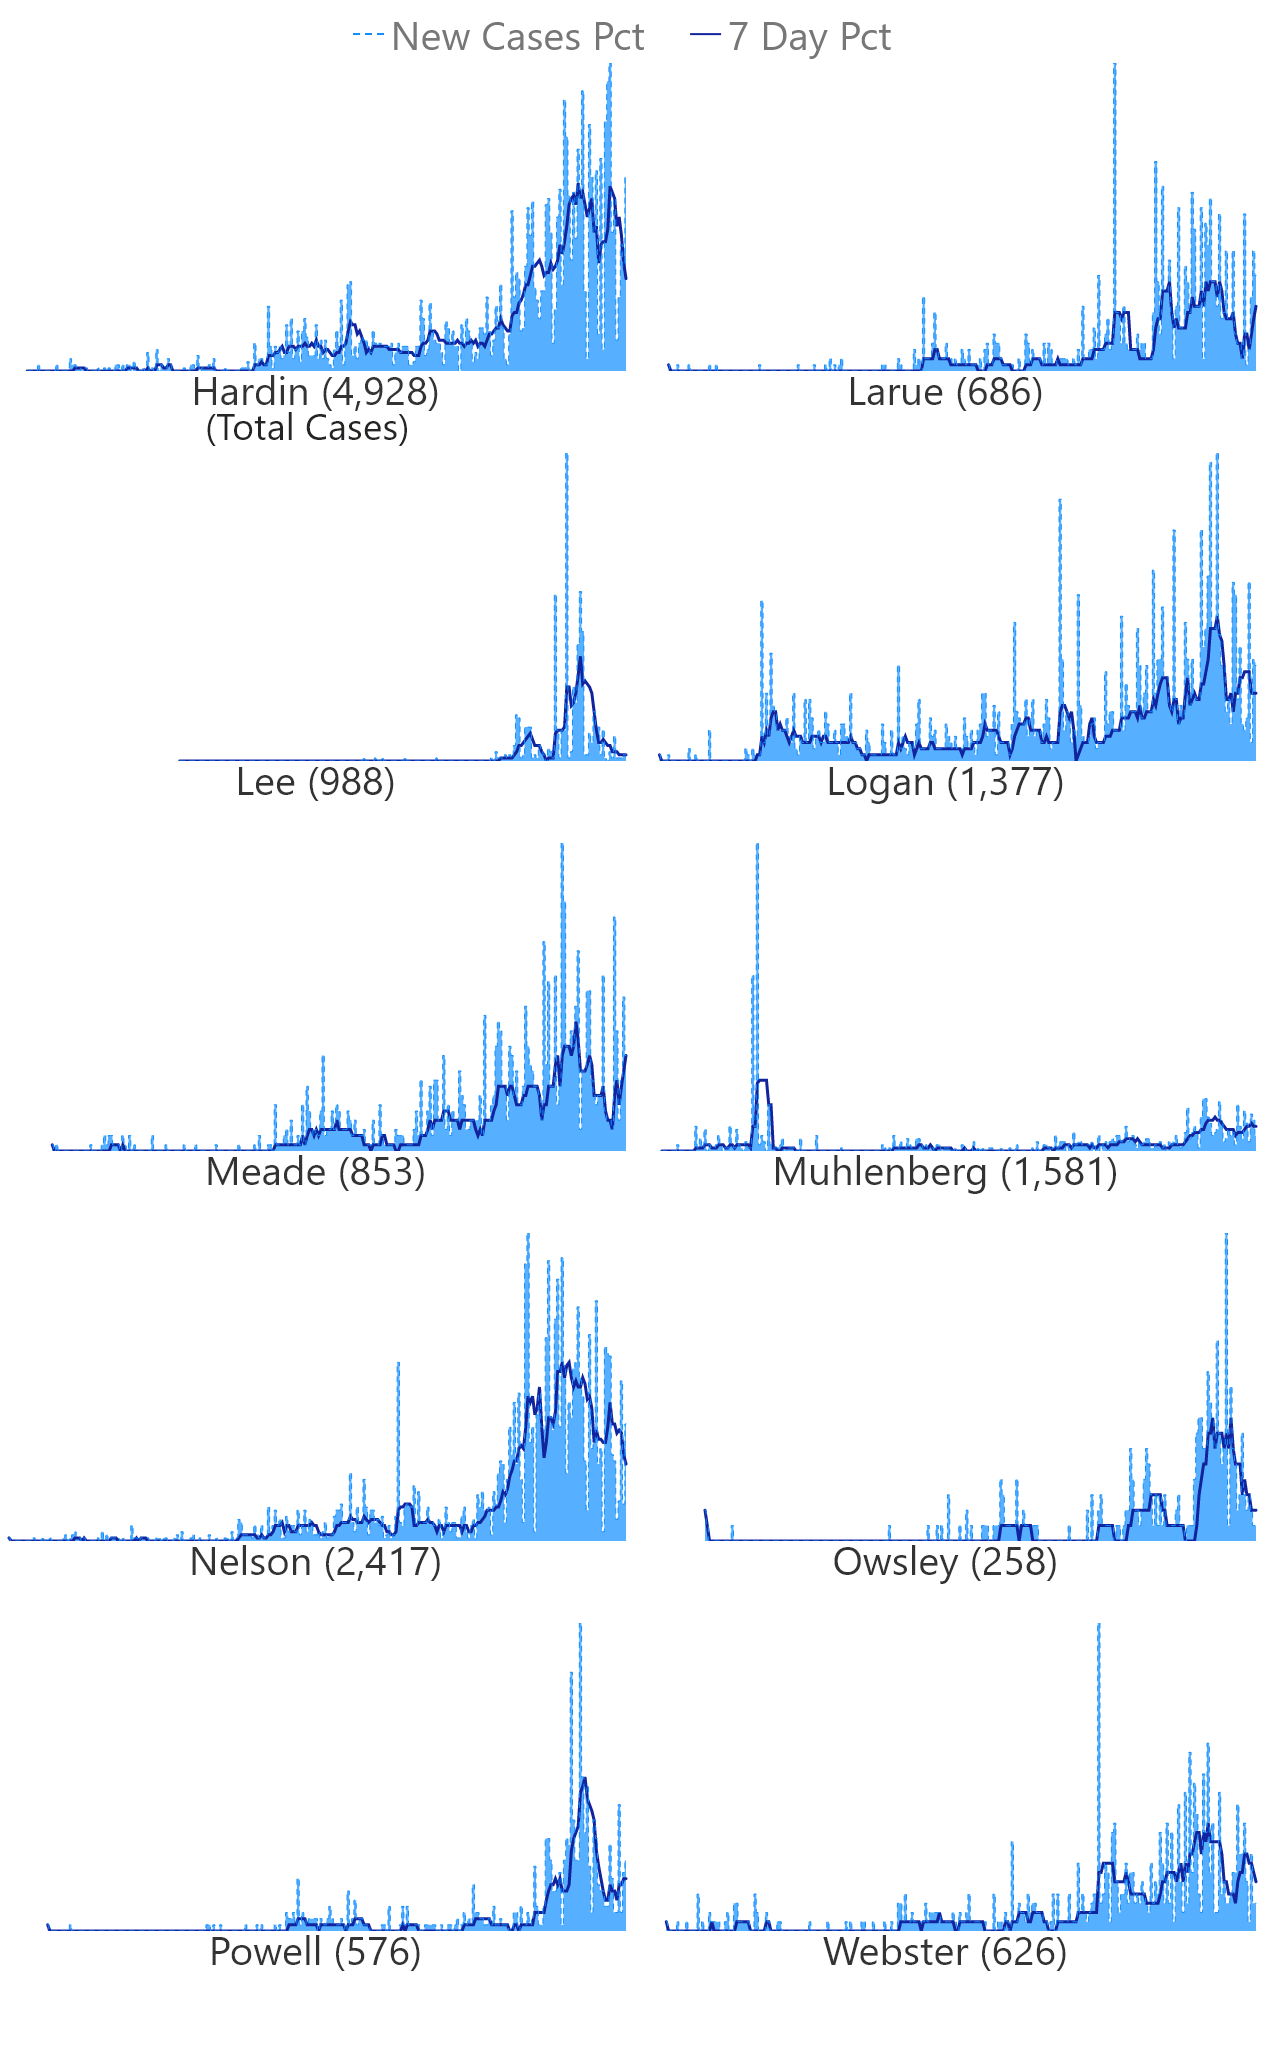 New Cases Pct 7 Day Pct
Hardin (4,928) Larue (686)
(Total Cases)
Lee (988) Logan (1,377)
Meade (853) Muhlenberg (1,581)
Nelson (2,417) Owsley (258)
Powell (576) Webster (626)